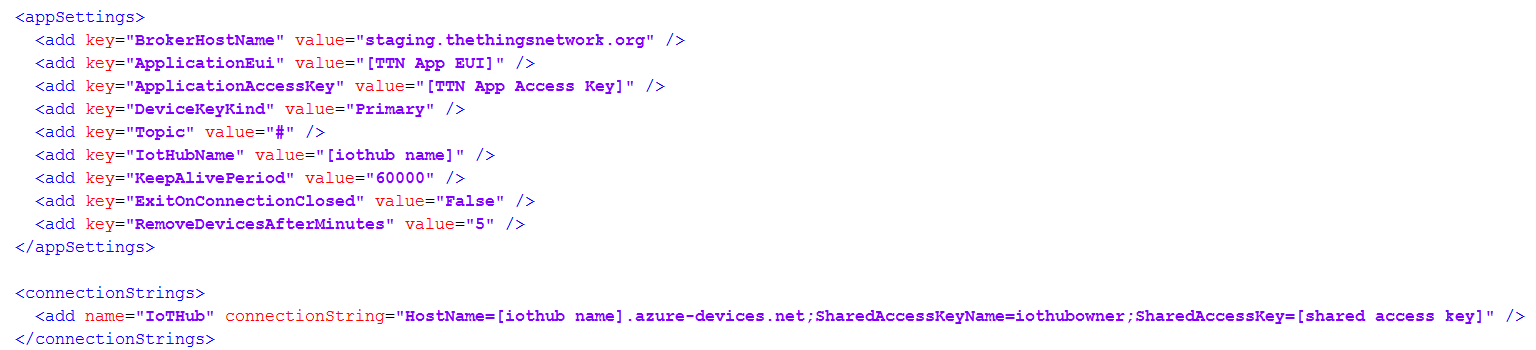 <appSettings>
  <add key="BrokerHostName" value="staging.thethingsnetwork.org" />
  <add key="ApplicationEui" value="[TTN App EUI]" />
  <add key="ApplicationAccessKey" value="[TTN App Access Key]" />
  <add key="DeviceKeyKind" value="Primary" />
  <add key="Topic" value="#" />
  <add key="IotHubName" value="[iothub name]" />
  <add key="KeepAlivePeriod" value="60000" />
  <add key="ExitOnConnectionClosed" value="False" />
  <add key="RemoveDevicesAfterMinutes" value="5" />
</appSettings>

<connectionStrings>
  <add name="IoTHub" connectionString="HostName=[iothub name].azure-devices.net;SharedAccessKeyName=iothubowner;SharedAccessKey=[shared access key]" />
</connectionStrings>